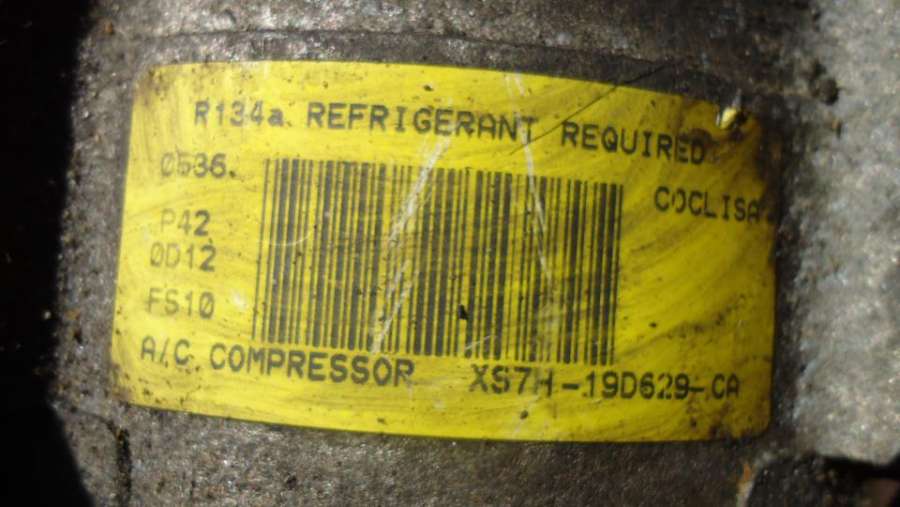 R134a REFRIGERANT REQUIRED
0536.
COCLISA
P42
0D12
FS10
A/C COMPRESSOR XS7H-19D629-CA